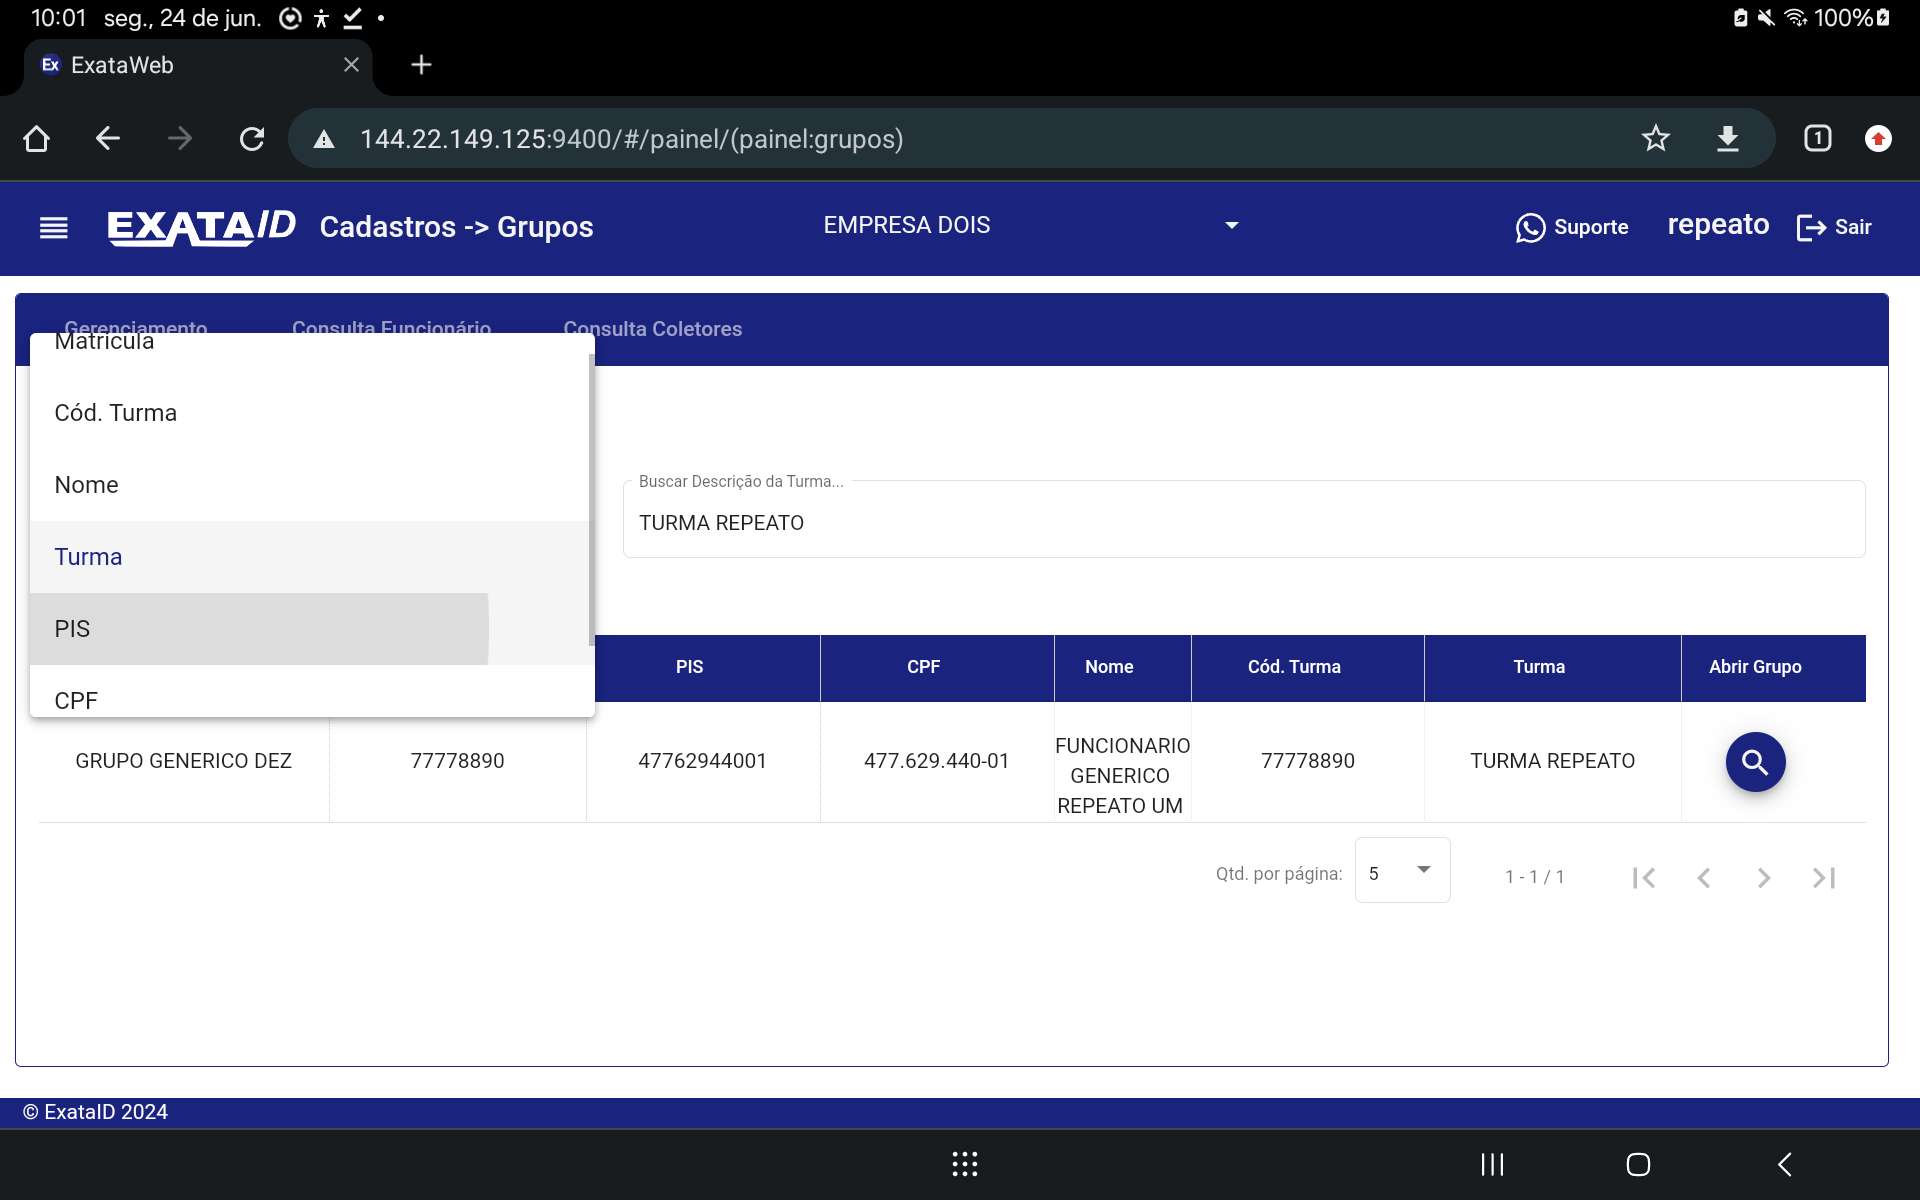 10:01 seg., 24 de jun. 100%
Ex ExataWeb
144.22.149.125:9400/#/painel/(painel:grupos) 1
EXATAID Cadastros -> Grupos EMPRESA DOIS Suporte repeato Sair
Gerenciamento Consulta Funcionário Consulta Coletores
Matrícula
Cód. Turma
Nome
Turma
PIS
CPF
Buscar Descrição da Turma...
TURMA REPEATO
PIS CPF Nome Cód. Turma Turma Abrir Grupo
GRUPO GENERICO DEZ 77778890 47762944001 477.629.440-01 FUNCIONARIO GENERICO REPEATO UM 77778890 TURMA REPEATO
Qtd. por página: 5 1 - 1 / 1
© ExataID 2024